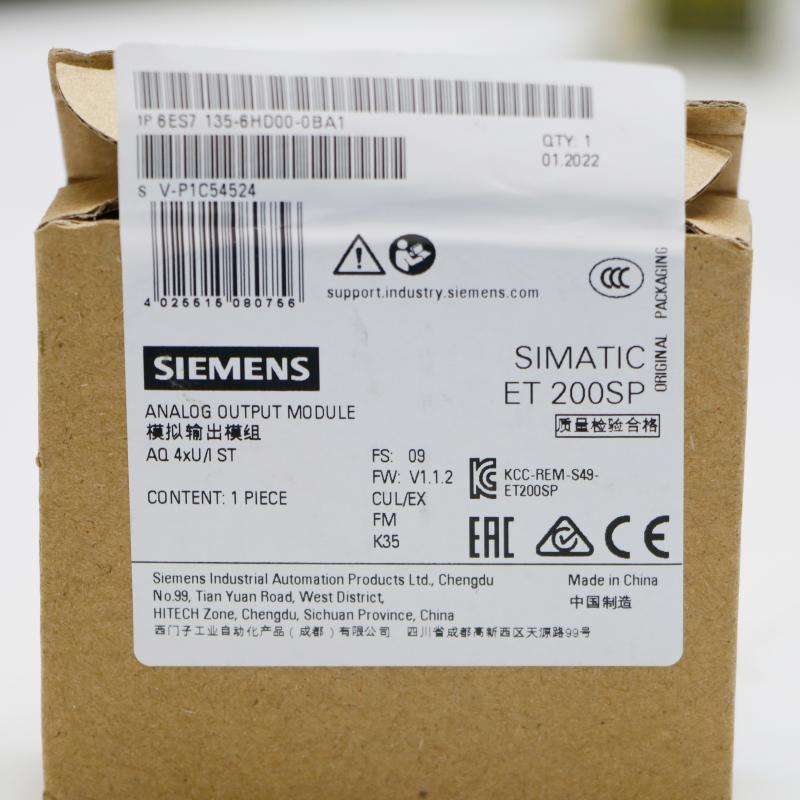 1P 6ES7 135-6HD00-0BA1
QTY: 1
01.2022
S V-P1C54524
4 025515 080756
support.industry.siemens.com
CCC
ORIGINAL PACKAGING
SIEMENS
SIMATIC
ET 200SP
质量检验合格
ANALOG OUTPUT MODULE
模拟输出模组
AQ 4xU/I ST
CONTENT: 1 PIECE
FS: 09
FW: V1.1.2
CUL/EX
FM
K35
KCC-REM-S49-
ET200SP
EAC
CE
Siemens Industrial Automation Products Ltd., Chengdu
No.99, Tian Yuan Road, West District,
HITECH Zone, Chengdu, Sichuan Province, China
西门子工业自动化产品(成都)有限公司 四川省成都高新西区天源路99号
Made in China
中国制造